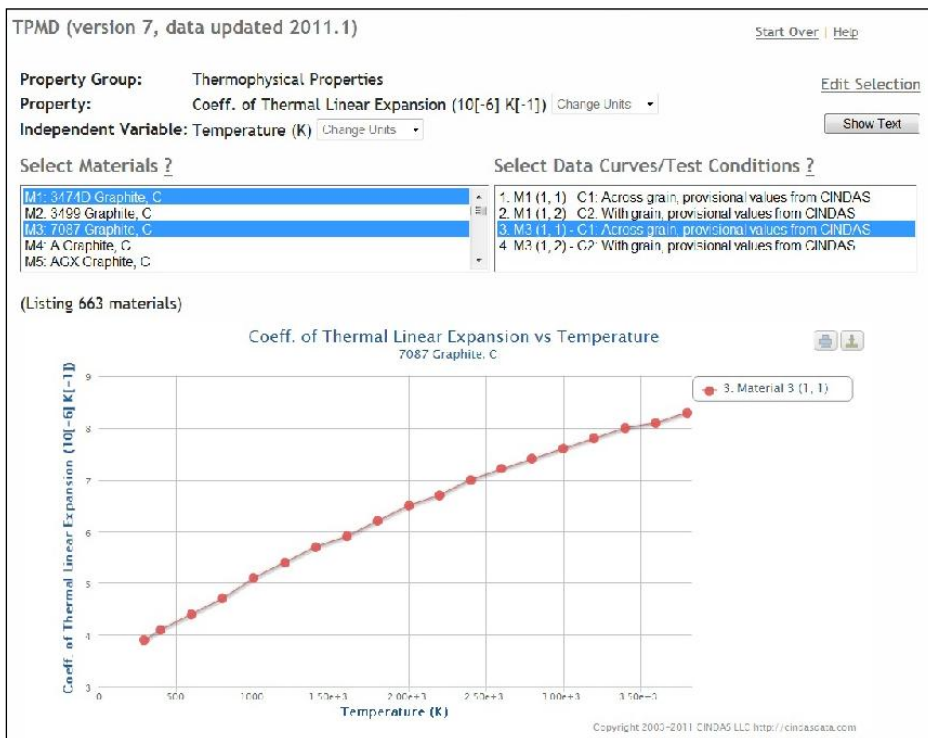 TPMD (version 7, data updated 2011.1)
Start Over | Help
Property Group: Thermophysical Properties
Edit Selection
Property: Coeff. of Thermal Linear Expansion (10[-6] K[-1]) Change Units
Independent Variable: Temperature (K) Change Units
Show Text
Select Materials ?
M1: 3474D Graphite, C
M2: 3499 Graphite, C
M3: 7087 Graphite, C
M4: A Graphite, C
M5: AGX Graphite, C
Select Data Curves/Test Conditions ?
1. M1 (1, 1) - C1: Across grain, provisional values from CINDAS
2. M1 (1, 2) - C2: With grain, provisional values from CINDAS
3. M3 (1, 1) - C1: Across grain, provisional values from CINDAS
4. M3 (1, 2) - C2: With grain, provisional values from CINDAS
(Listing 663 materials)
Coeff. of Thermal Linear Expansion vs Temperature
7087 Graphite, C
Coeff. of Thermal Linear Expansion (10[-6] K[-1])
9
8
7
6
5
4
3
3. Material 3 (1, 1)
0 500 1000 1.50e+3 2.00e+3 2.50e+3 3.00e+3 3.50e+3
Temperature (K)
Copyright 2003-2011 CINDAS LLC http://cindasdata.com